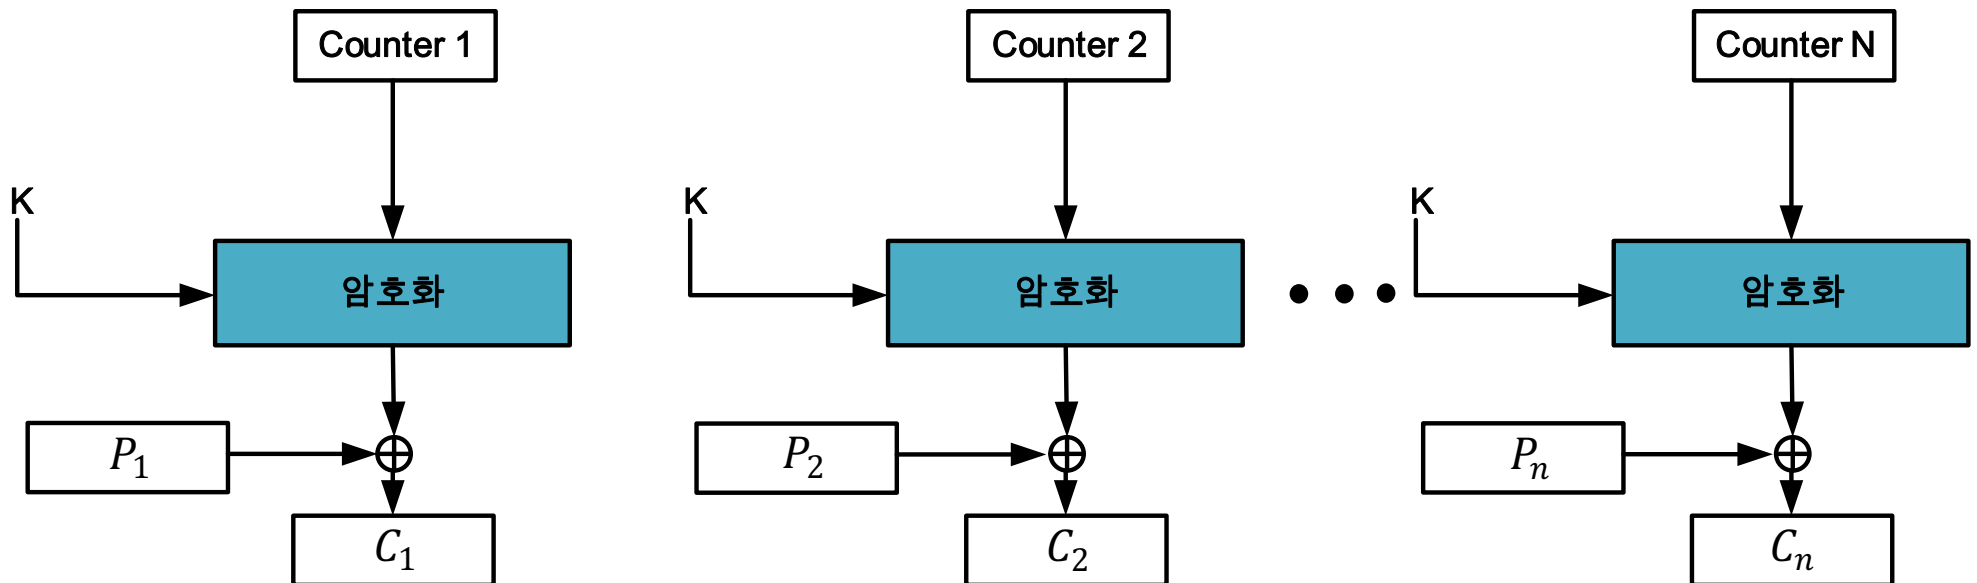 Counter 1
Counter 2
Counter N
K
K
K
암호화
암호화
암호화
P₁
P₂
Pₙ
C₁
C₂
Cₙ